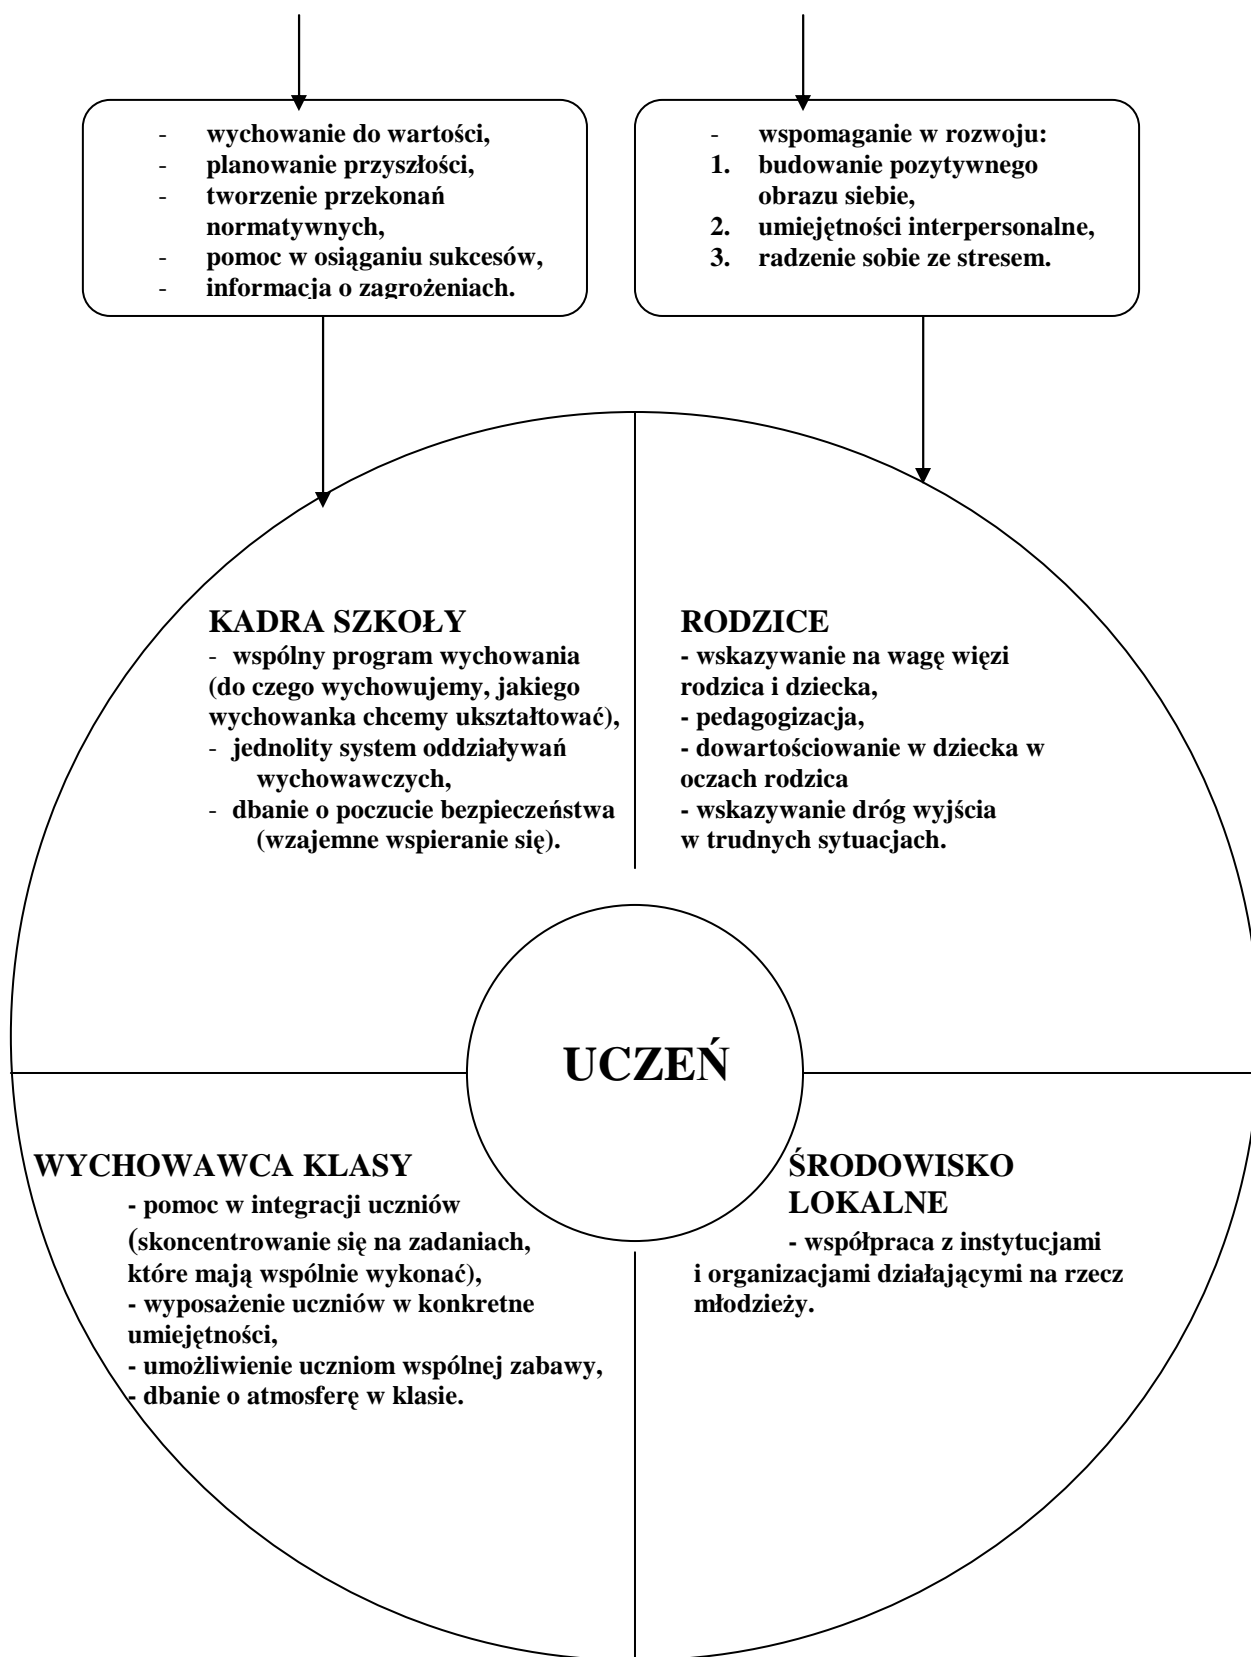 - wychowanie do wartości,
- planowanie przyszłości,
- tworzenie przekonań
normatywnych,
- pomoc w osiąganiu sukcesów,
- informacja o zagrożeniach.
- wspomaganie w rozwoju:
1. budowanie pozytywnego
obrazu siebie,
2. umiejętności interpersonalne,
3. radzenie sobie ze stresem.
KADRA SZKOŁY
- wspólny program wychowania
(do czego wychowujemy, jakiego
wychowanka chcemy ukształtować),
- jednolity system oddziaływań
wychowawczych,
- dbanie o poczucie bezpieczeństwa
(wzajemne wspieranie się).
RODZICE
- wskazywanie na wagę więzi
rodzica i dziecka,
- pedagogizacja,
- dowartościowanie w dziecka w
oczach rodzica
- wskazywanie dróg wyjścia
w trudnych sytuacjach.
UCZEŃ
WYCHOWAWCA KLASY
- pomoc w integracji uczniów
(skoncentrowanie się na zadaniach,
które mają wspólnie wykonać),
- wyposażenie uczniów w konkretne
umiejętności,
- umożliwienie uczniom wspólnej zabawy,
- dbanie o atmosferę w klasie.
ŚRODOWISKO
LOKALNE
- współpraca z instytucjami
i organizacjami działającymi na rzecz
młodzieży.